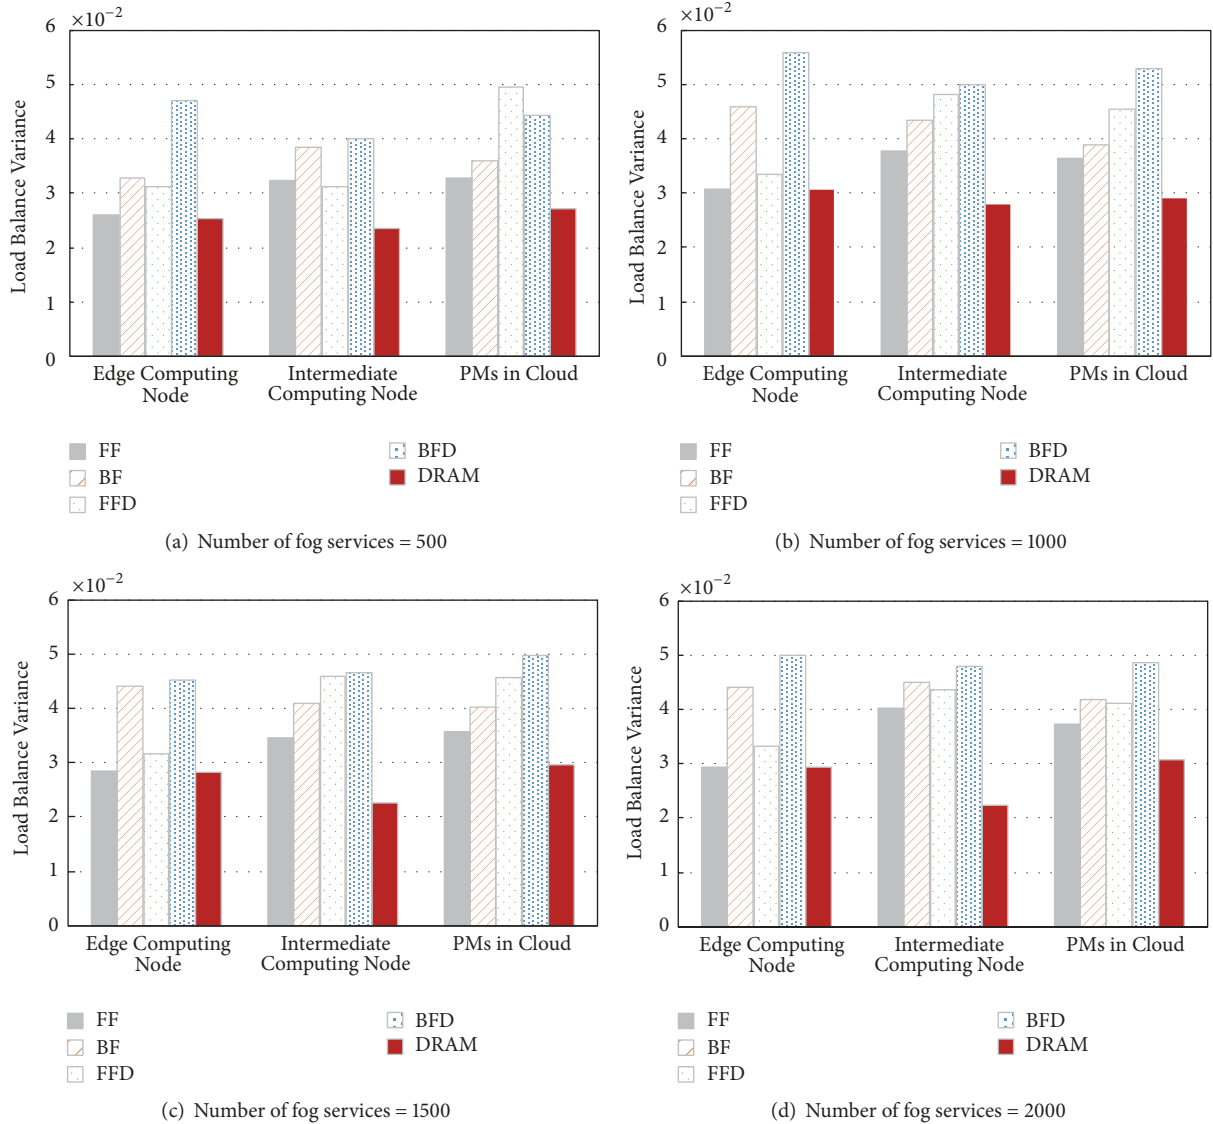 ×10−2
6
5
4
3
2
1
0
Load Balance Variance
Edge Computing
Node
Intermediate
Computing Node
PMs in Cloud
FF
BF
FFD
BFD
DRAM
(a) Number of fog services = 500
×10−2
6
5
4
3
2
1
0
Load Balance Variance
Edge Computing
Node
Intermediate
Computing Node
PMs in Cloud
FF
BF
FFD
BFD
DRAM
(b) Number of fog services = 1000
×10−2
6
5
4
3
2
1
0
Load Balance Variance
Edge Computing
Node
Intermediate
Computing Node
PMs in Cloud
FF
BF
FFD
BFD
DRAM
(c) Number of fog services = 1500
×10−2
6
5
4
3
2
1
0
Load Balance Variance
Edge Computing
Node
Intermediate
Computing Node
PMs in Cloud
FF
BF
FFD
BFD
DRAM
(d) Number of fog services = 2000